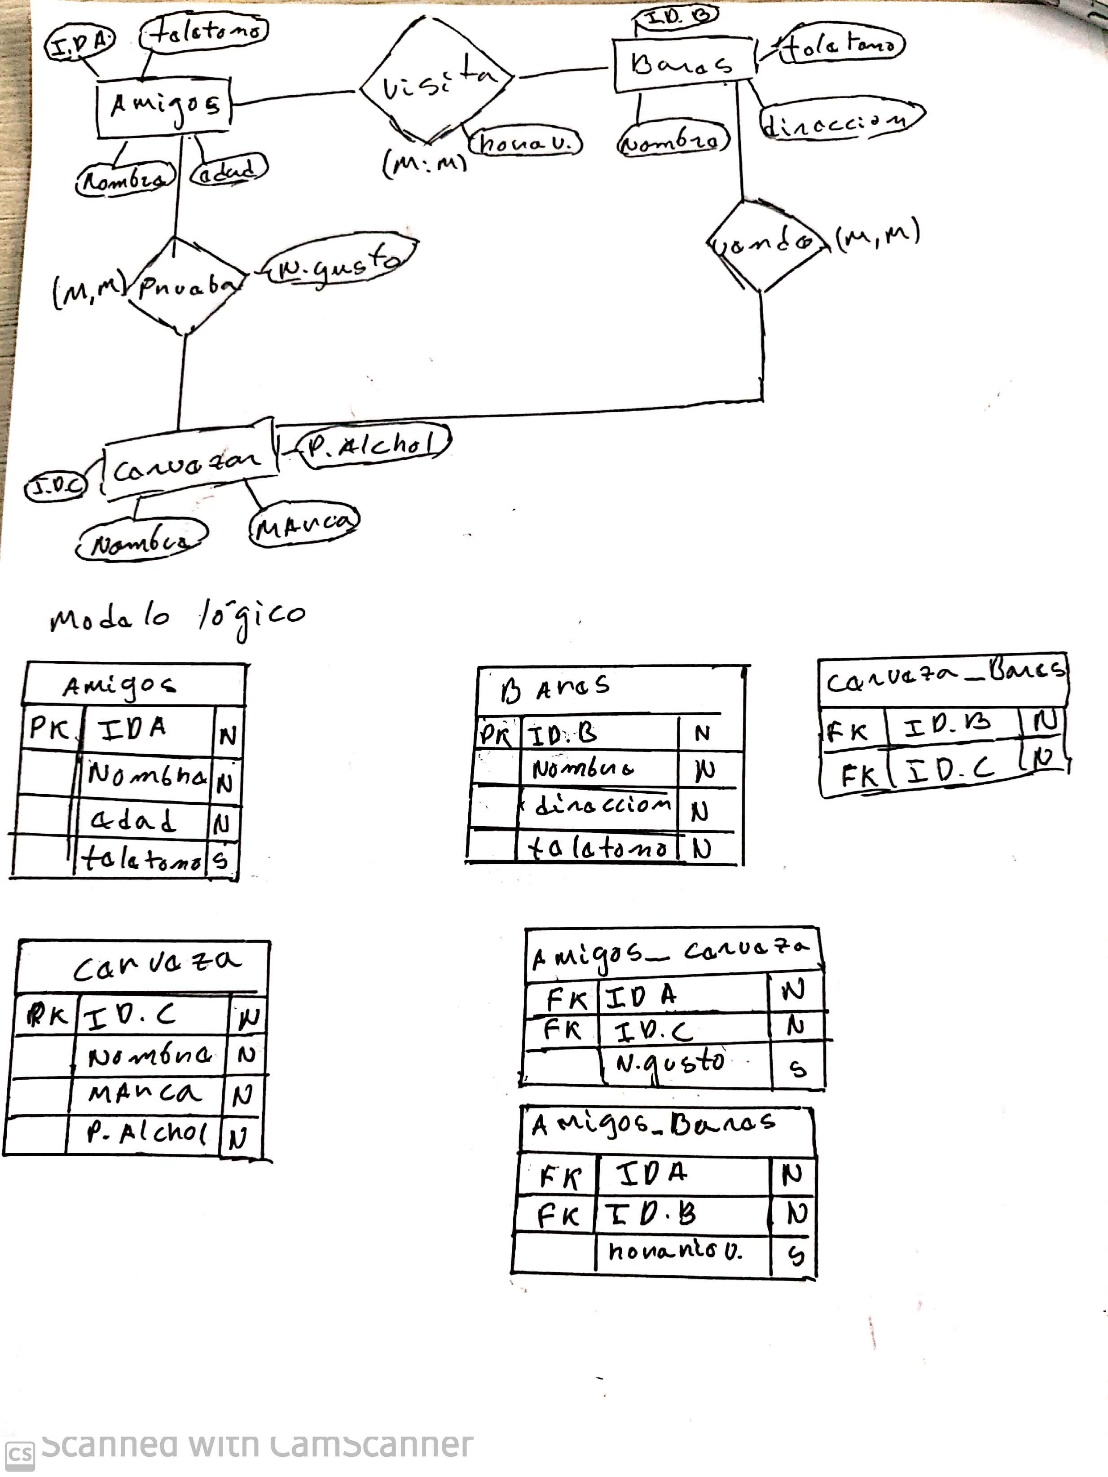 I.D A.
telefono
I.D. B
Amigos
visita
Bares
telefono
Nombre
edad
(M:M)
hora v.
Nombre
direccion
(M,M)
Prueba
N.gusto
vende
(M,M)
I.D.C
Cervezar
P. Alchol
Nombre
MArca
Modelo lógico
Amigos
PK IDA N
Nombre N
edad N
telefono S
BAres
PK ID.B N
Nombre N
direccion N
telefono N
Cerveza_Bares
FK ID.B N
FK ID.C N
Cerveza
PK ID.C N
Nombre N
MArca N
P. Alchol N
Amigos_Cerveza
FK IDA N
FK ID.C N
N.gusto S
Amigos_Bares
FK IDA N
FK ID.B N
horario v. S
CS Scanned with CamScanner